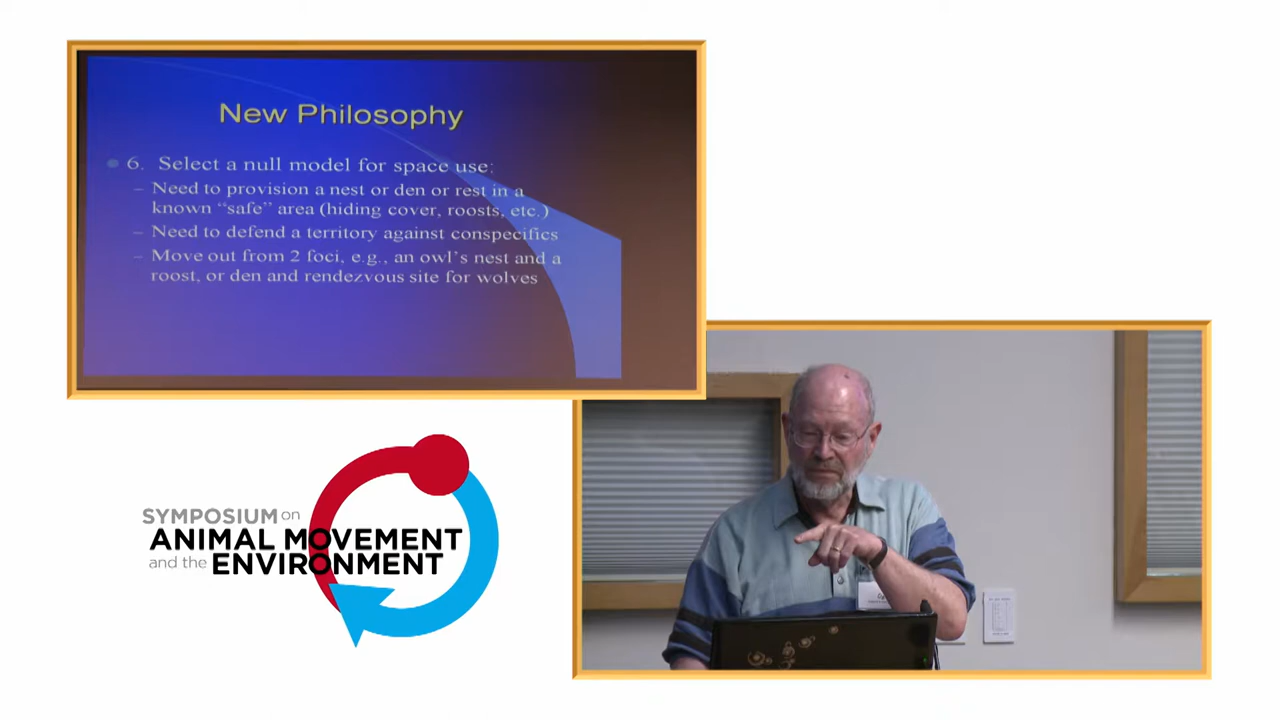 New Philosophy
6. Select a null model for space use:
– Need to provision a nest or den or rest in a
known “safe” area (hiding cover, roosts, etc.)
– Need to defend a territory against conspecifics
– Move out from 2 foci, e.g., an owl’s nest and a
roost, or den and rendezvous site for wolves
SYMPOSIUM on
ANIMAL MOVEMENT
and the ENVIRONMENT